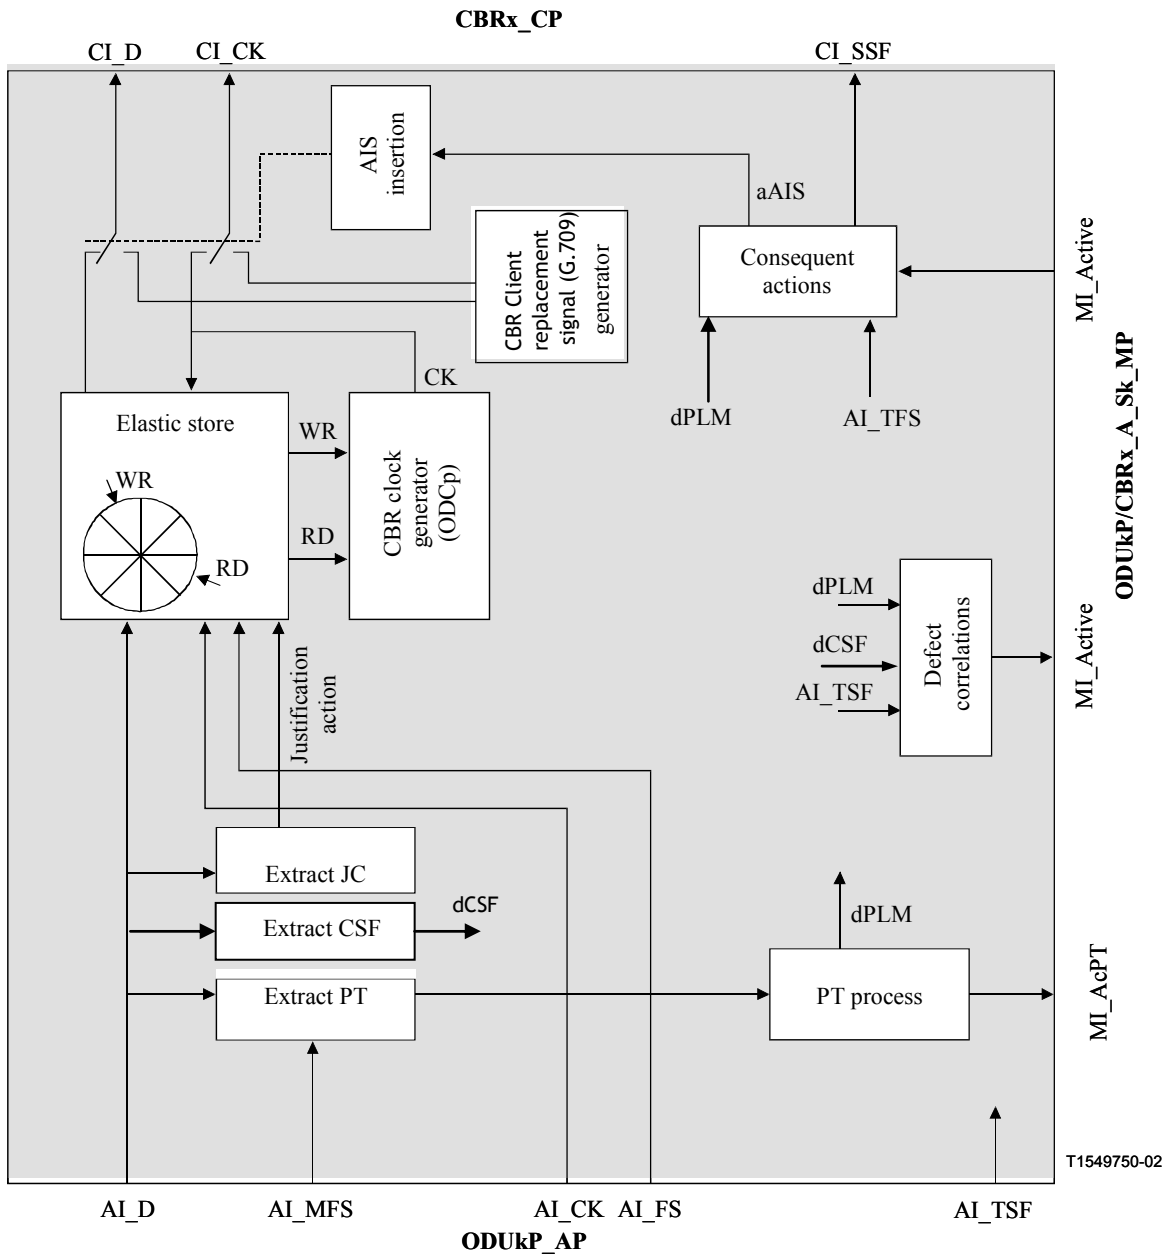 CBRx_CP
CI_D
CI_CK
CI_SSF
AIS
insertion
aAIS
CBR Client
replacement
signal (G.709)
generator
Consequent
actions
MI_Active
CK
dPLM
AI_TFS
ODUkP/CBRx_A_Sk_MP
Elastic store
WR
RD
WR
RD
CBR clock
generator
(ODCp)
dPLM
dCSF
AI_TSF
Defect
correlations
MI_Active
Justification
action
Extract JC
Extract CSF
dCSF
Extract PT
dPLM
PT process
MI_AcPT
T1549750-02
AI_D
AI_MFS
AI_CK
AI_FS
AI_TSF
ODUkP_AP